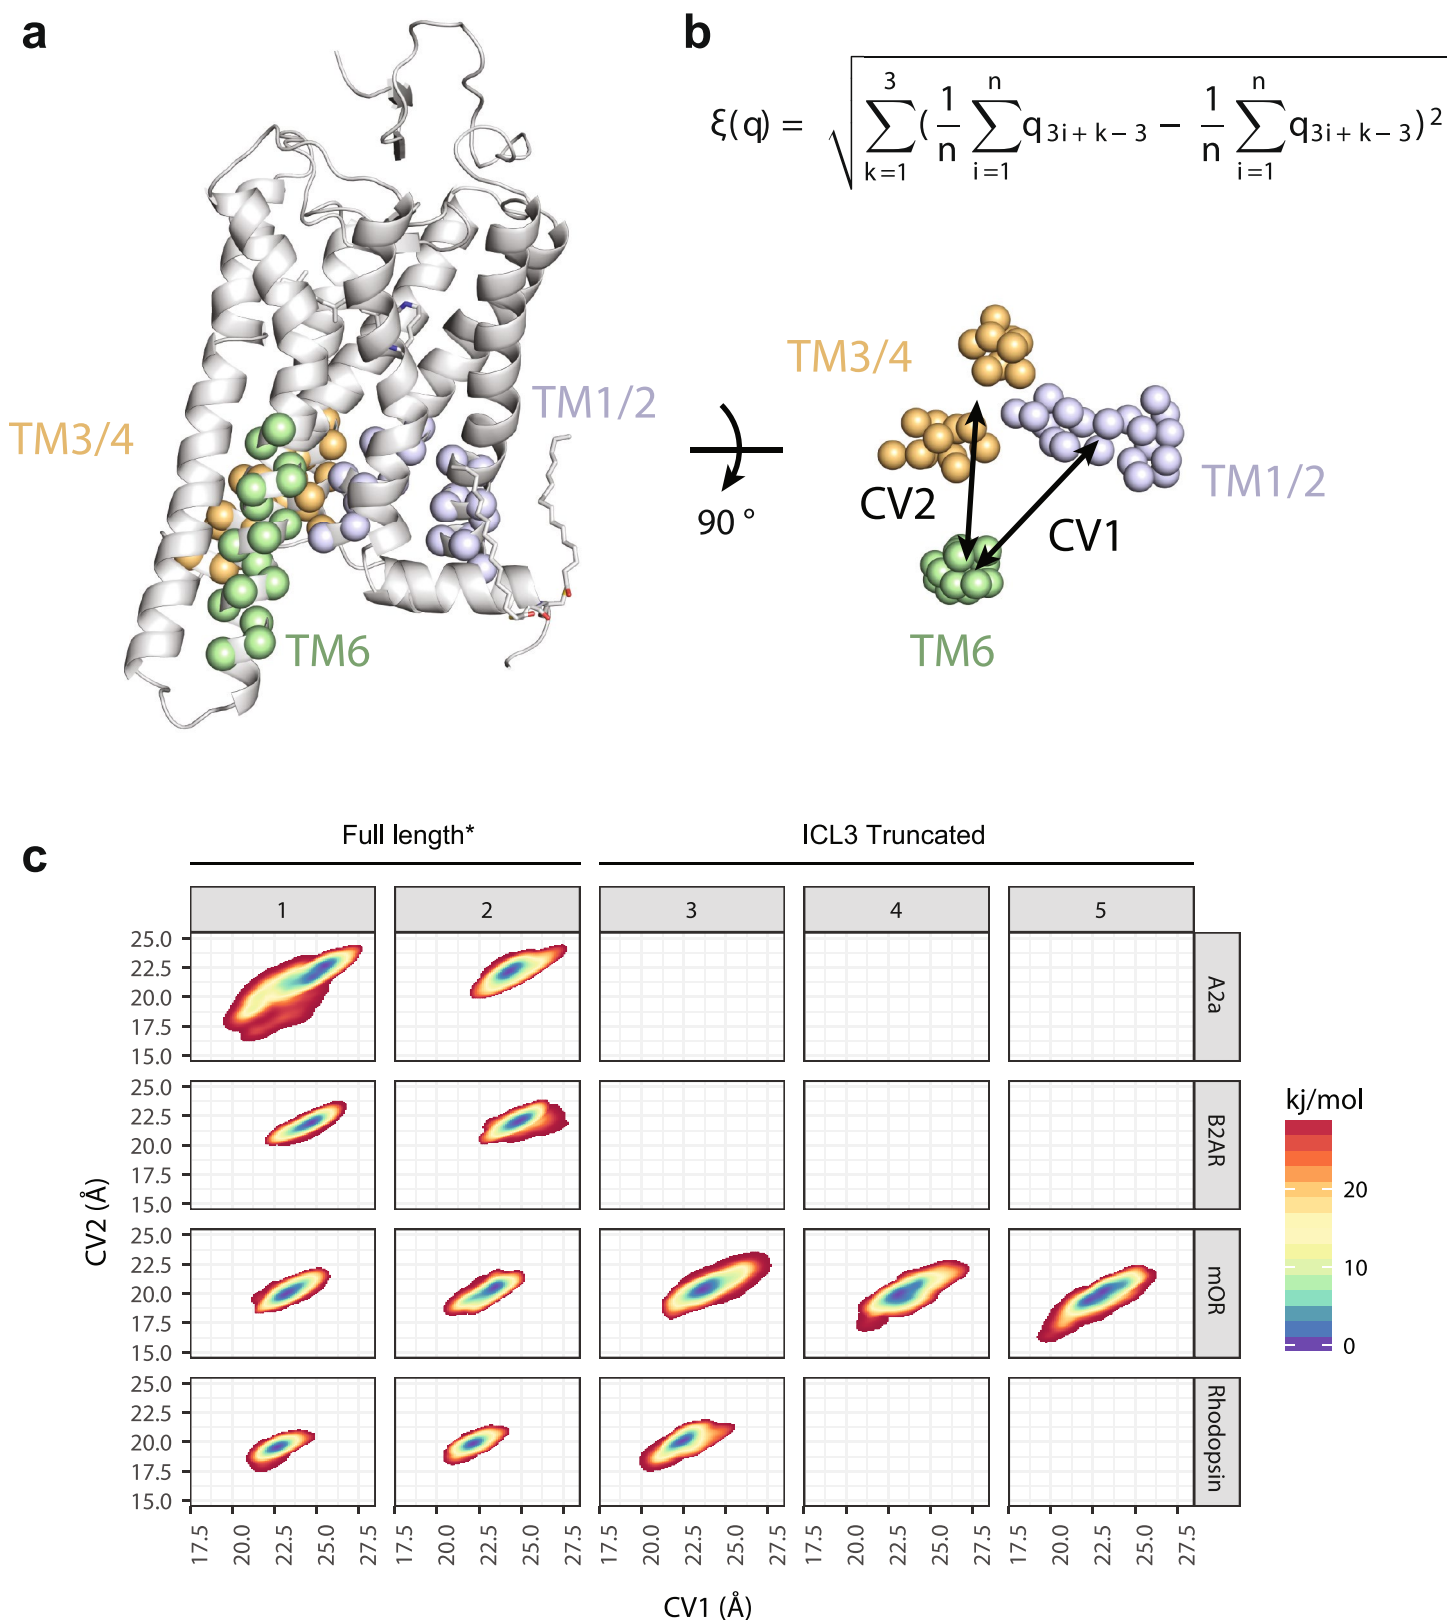 a
b
ξ(q) = √ 3 ∑ k=1 ( 1/n n ∑ i=1 q 3i + k − 3 − 1/n n ∑ i=1 q 3i + k − 3 ) 2
TM3/4
TM1/2
TM6
90 °
TM3/4
TM1/2
CV2
CV1
TM6
c
Full length*
ICL3 Truncated
1 2 3 4 5
25.0
22.5
20.0
17.5
15.0
A2a
25.0
22.5
20.0
17.5
15.0
B2AR
25.0
22.5
20.0
17.5
15.0
mOR
25.0
22.5
20.0
17.5
15.0
Rhodopsin
CV2 (Å)
17.5 20.0 22.5 25.0 27.5 17.5 20.0 22.5 25.0 27.5 17.5 20.0 22.5 25.0 27.5 17.5 20.0 22.5 25.0 27.5 17.5 20.0 22.5 25.0 27.5
CV1 (Å)
kj/mol
20
10
0